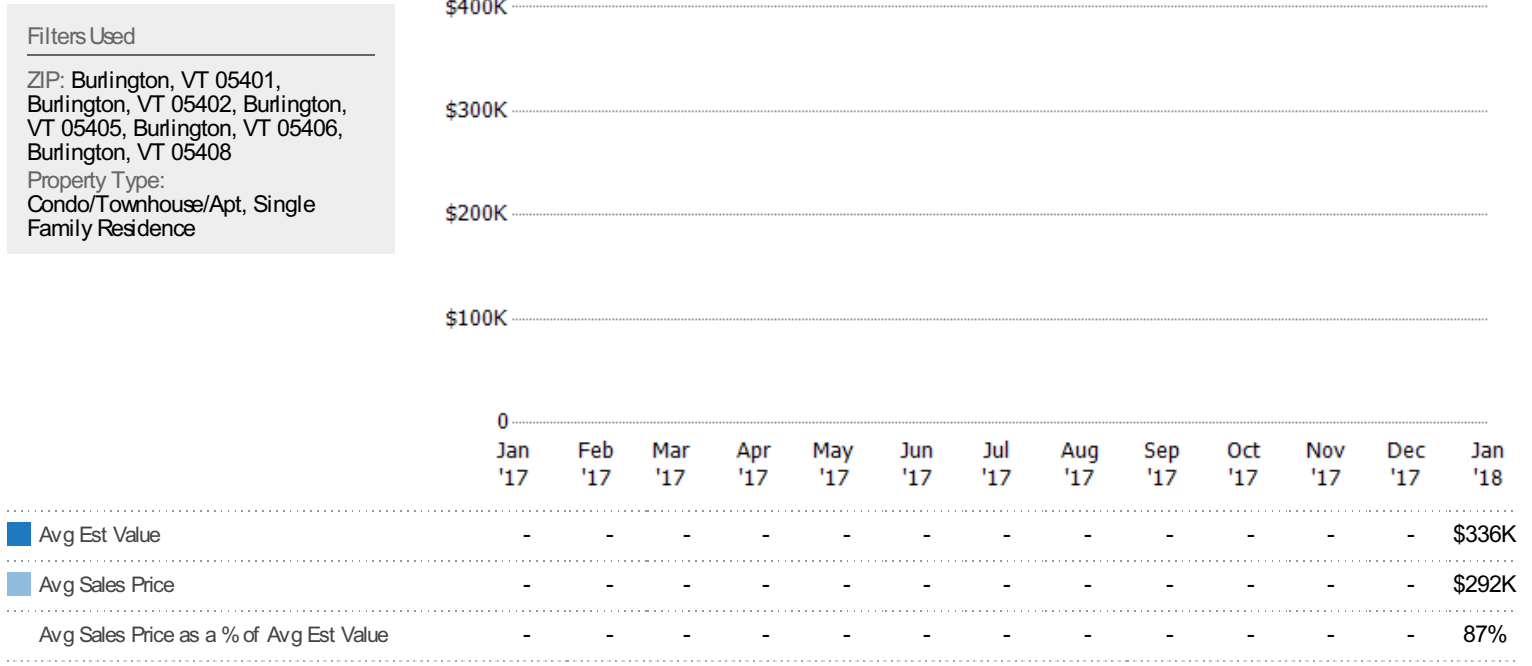 Filters Used
ZIP: Burlington, VT 05401,
Burlington, VT 05402, Burlington,
VT 05405, Burlington, VT 05406,
Burlington, VT 05408
Property Type:
Condo/Townhouse/Apt, Single
Family Residence
$400K
$300K
$200K
$100K
0
Jan Feb Mar Apr May Jun Jul Aug Sep Oct Nov Dec Jan
'17 '17 '17 '17 '17 '17 '17 '17 '17 '17 '17 '17 '18
Avg Est Value - - - - - - - - - - - - $336K
Avg Sales Price - - - - - - - - - - - - $292K
Avg Sales Price as a % of Avg Est Value - - - - - - - - - - - - 87%